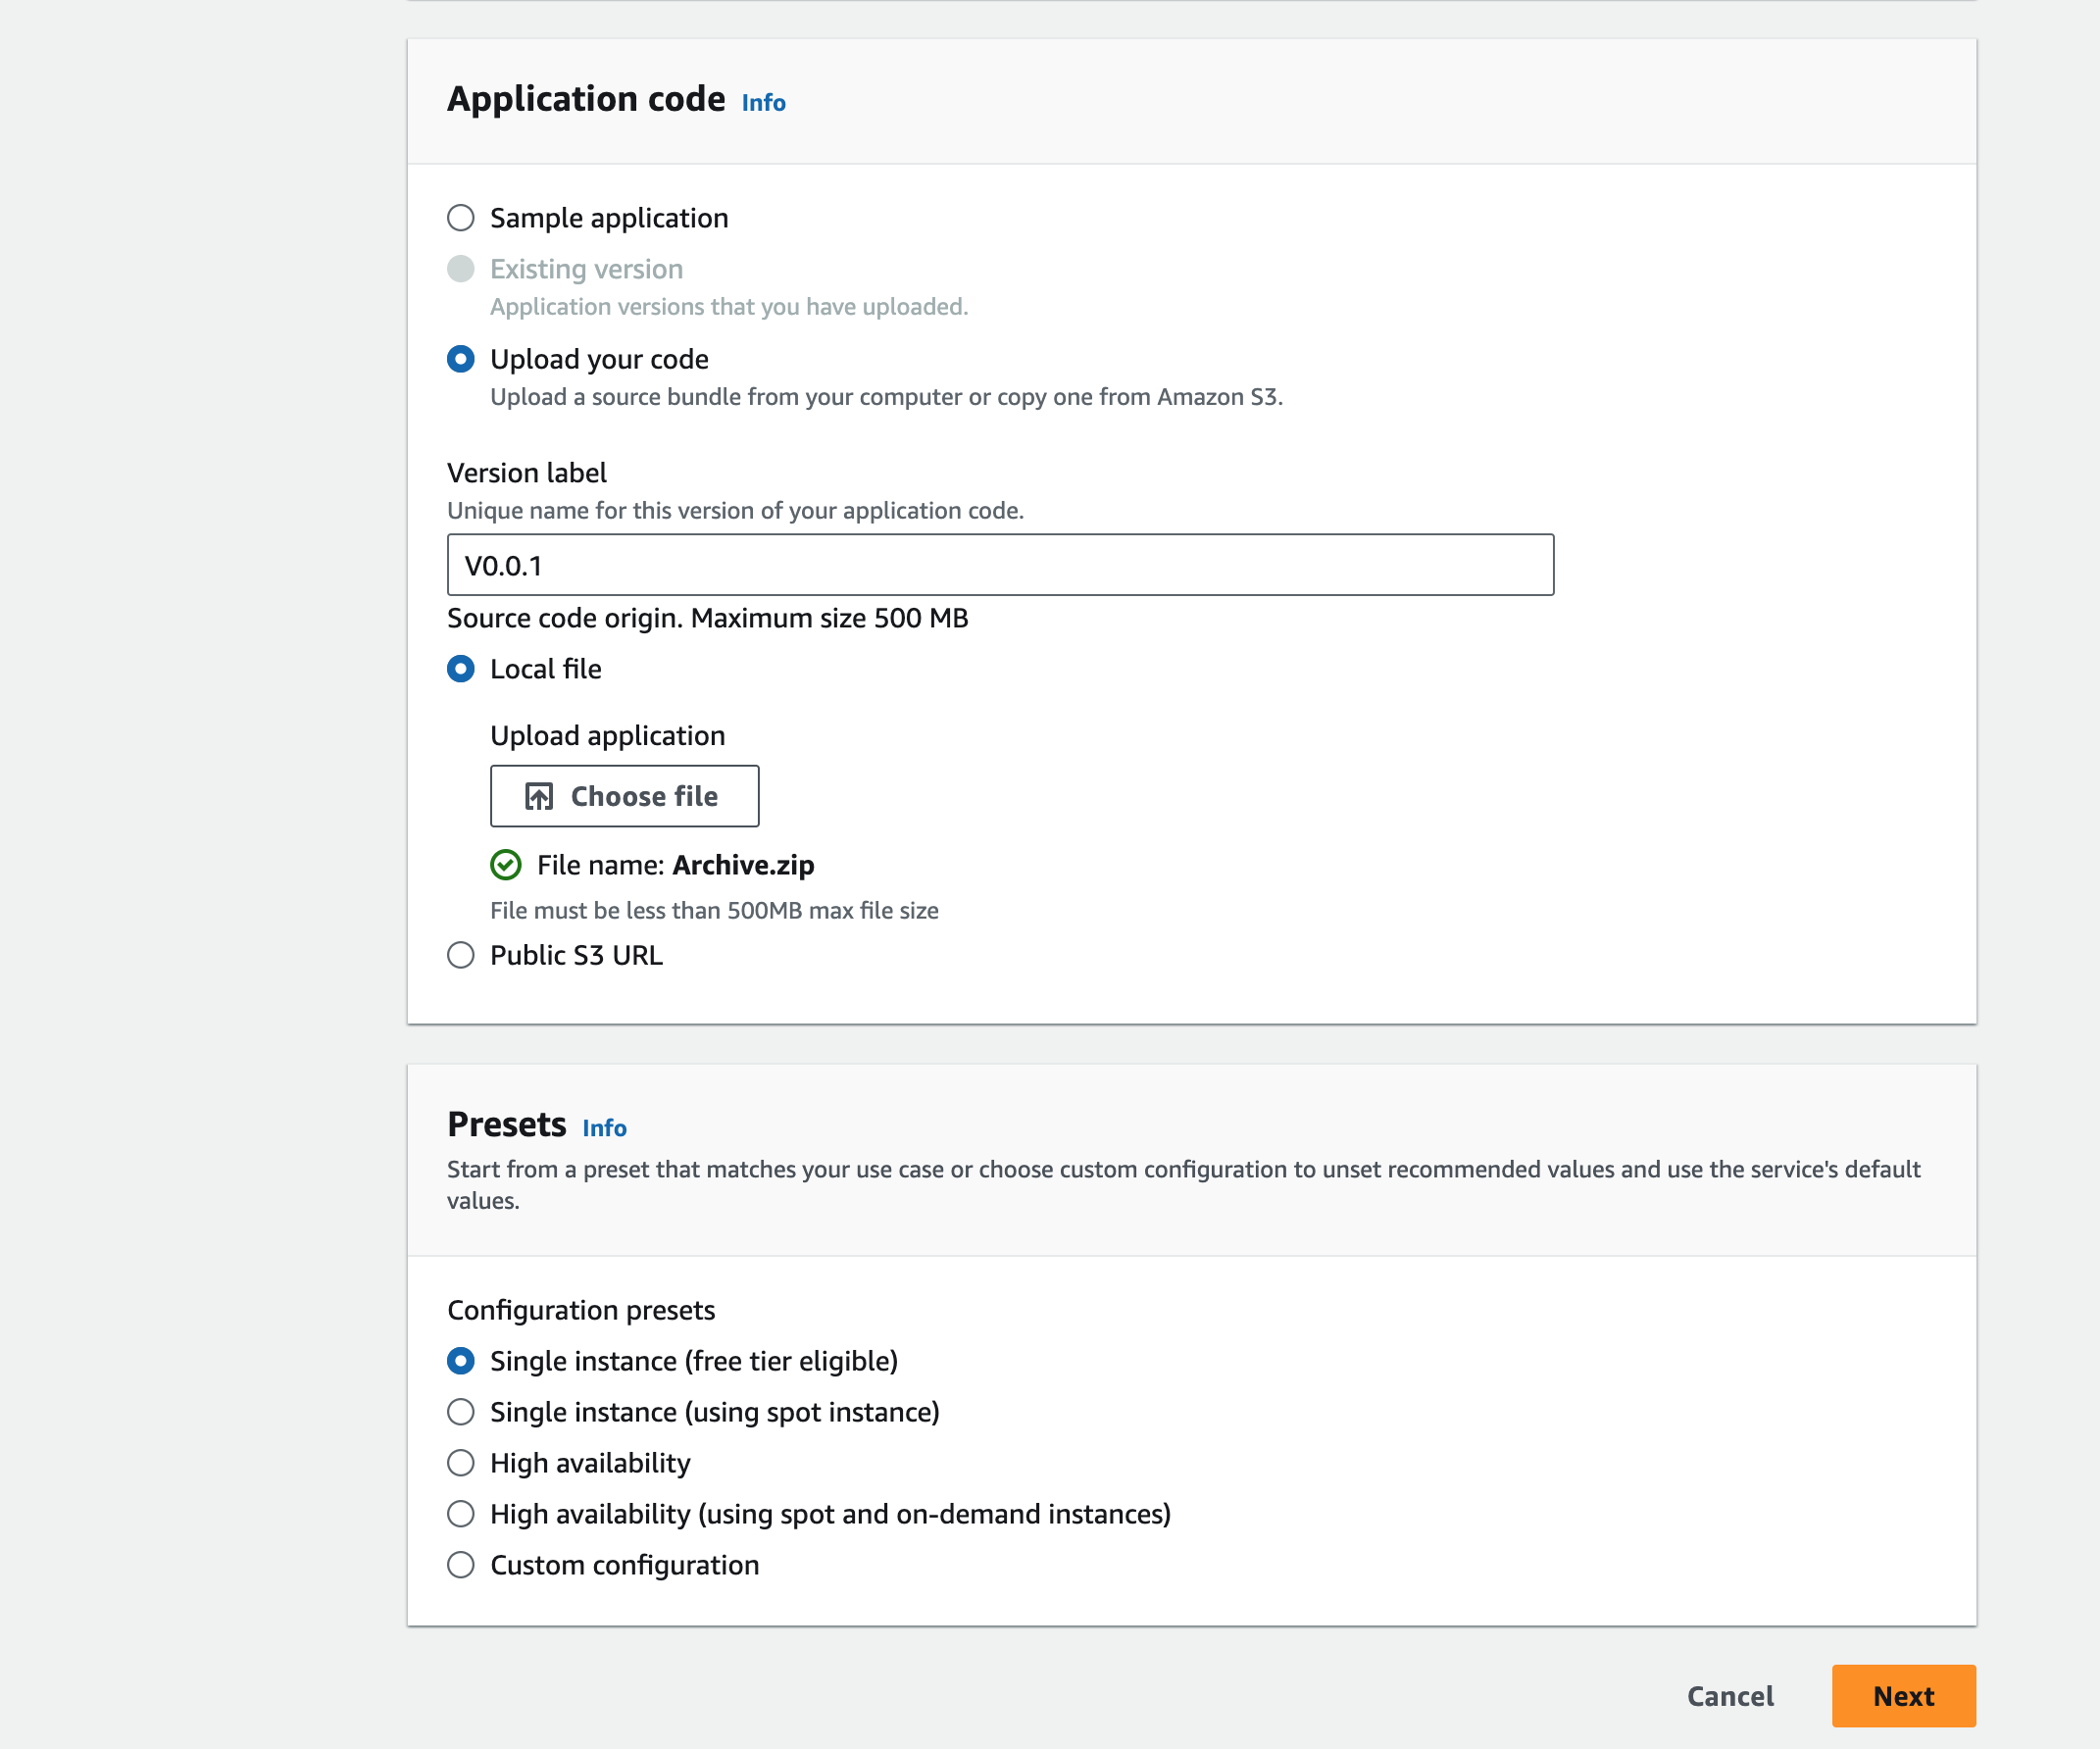 Application code Info
Sample application
Existing version
Application versions that you have uploaded.
Upload your code
Upload a source bundle from your computer or copy one from Amazon S3.
Version label
Unique name for this version of your application code.
V0.0.1
Source code origin. Maximum size 500 MB
Local file
Upload application
Choose file
File name: Archive.zip
File must be less than 500MB max file size
Public S3 URL
Presets Info
Start from a preset that matches your use case or choose custom configuration to unset recommended values and use the service's default
values.
Configuration presets
Single instance (free tier eligible)
Single instance (using spot instance)
High availability
High availability (using spot and on-demand instances)
Custom configuration
Cancel Next